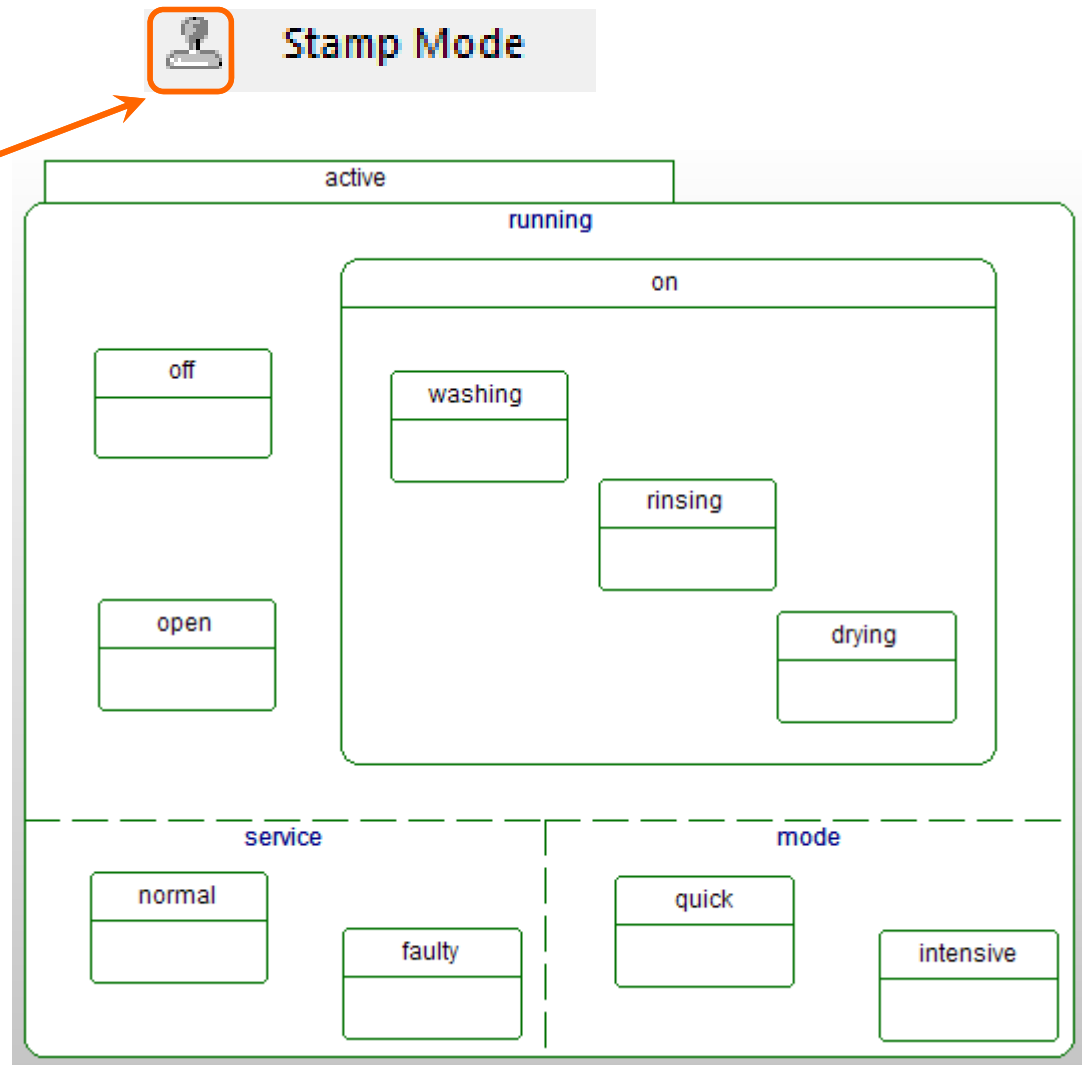 Stamp Mode
active
running
on
off
washing
rinsing
open
drying
service
mode
normal
quick
faulty
intensive